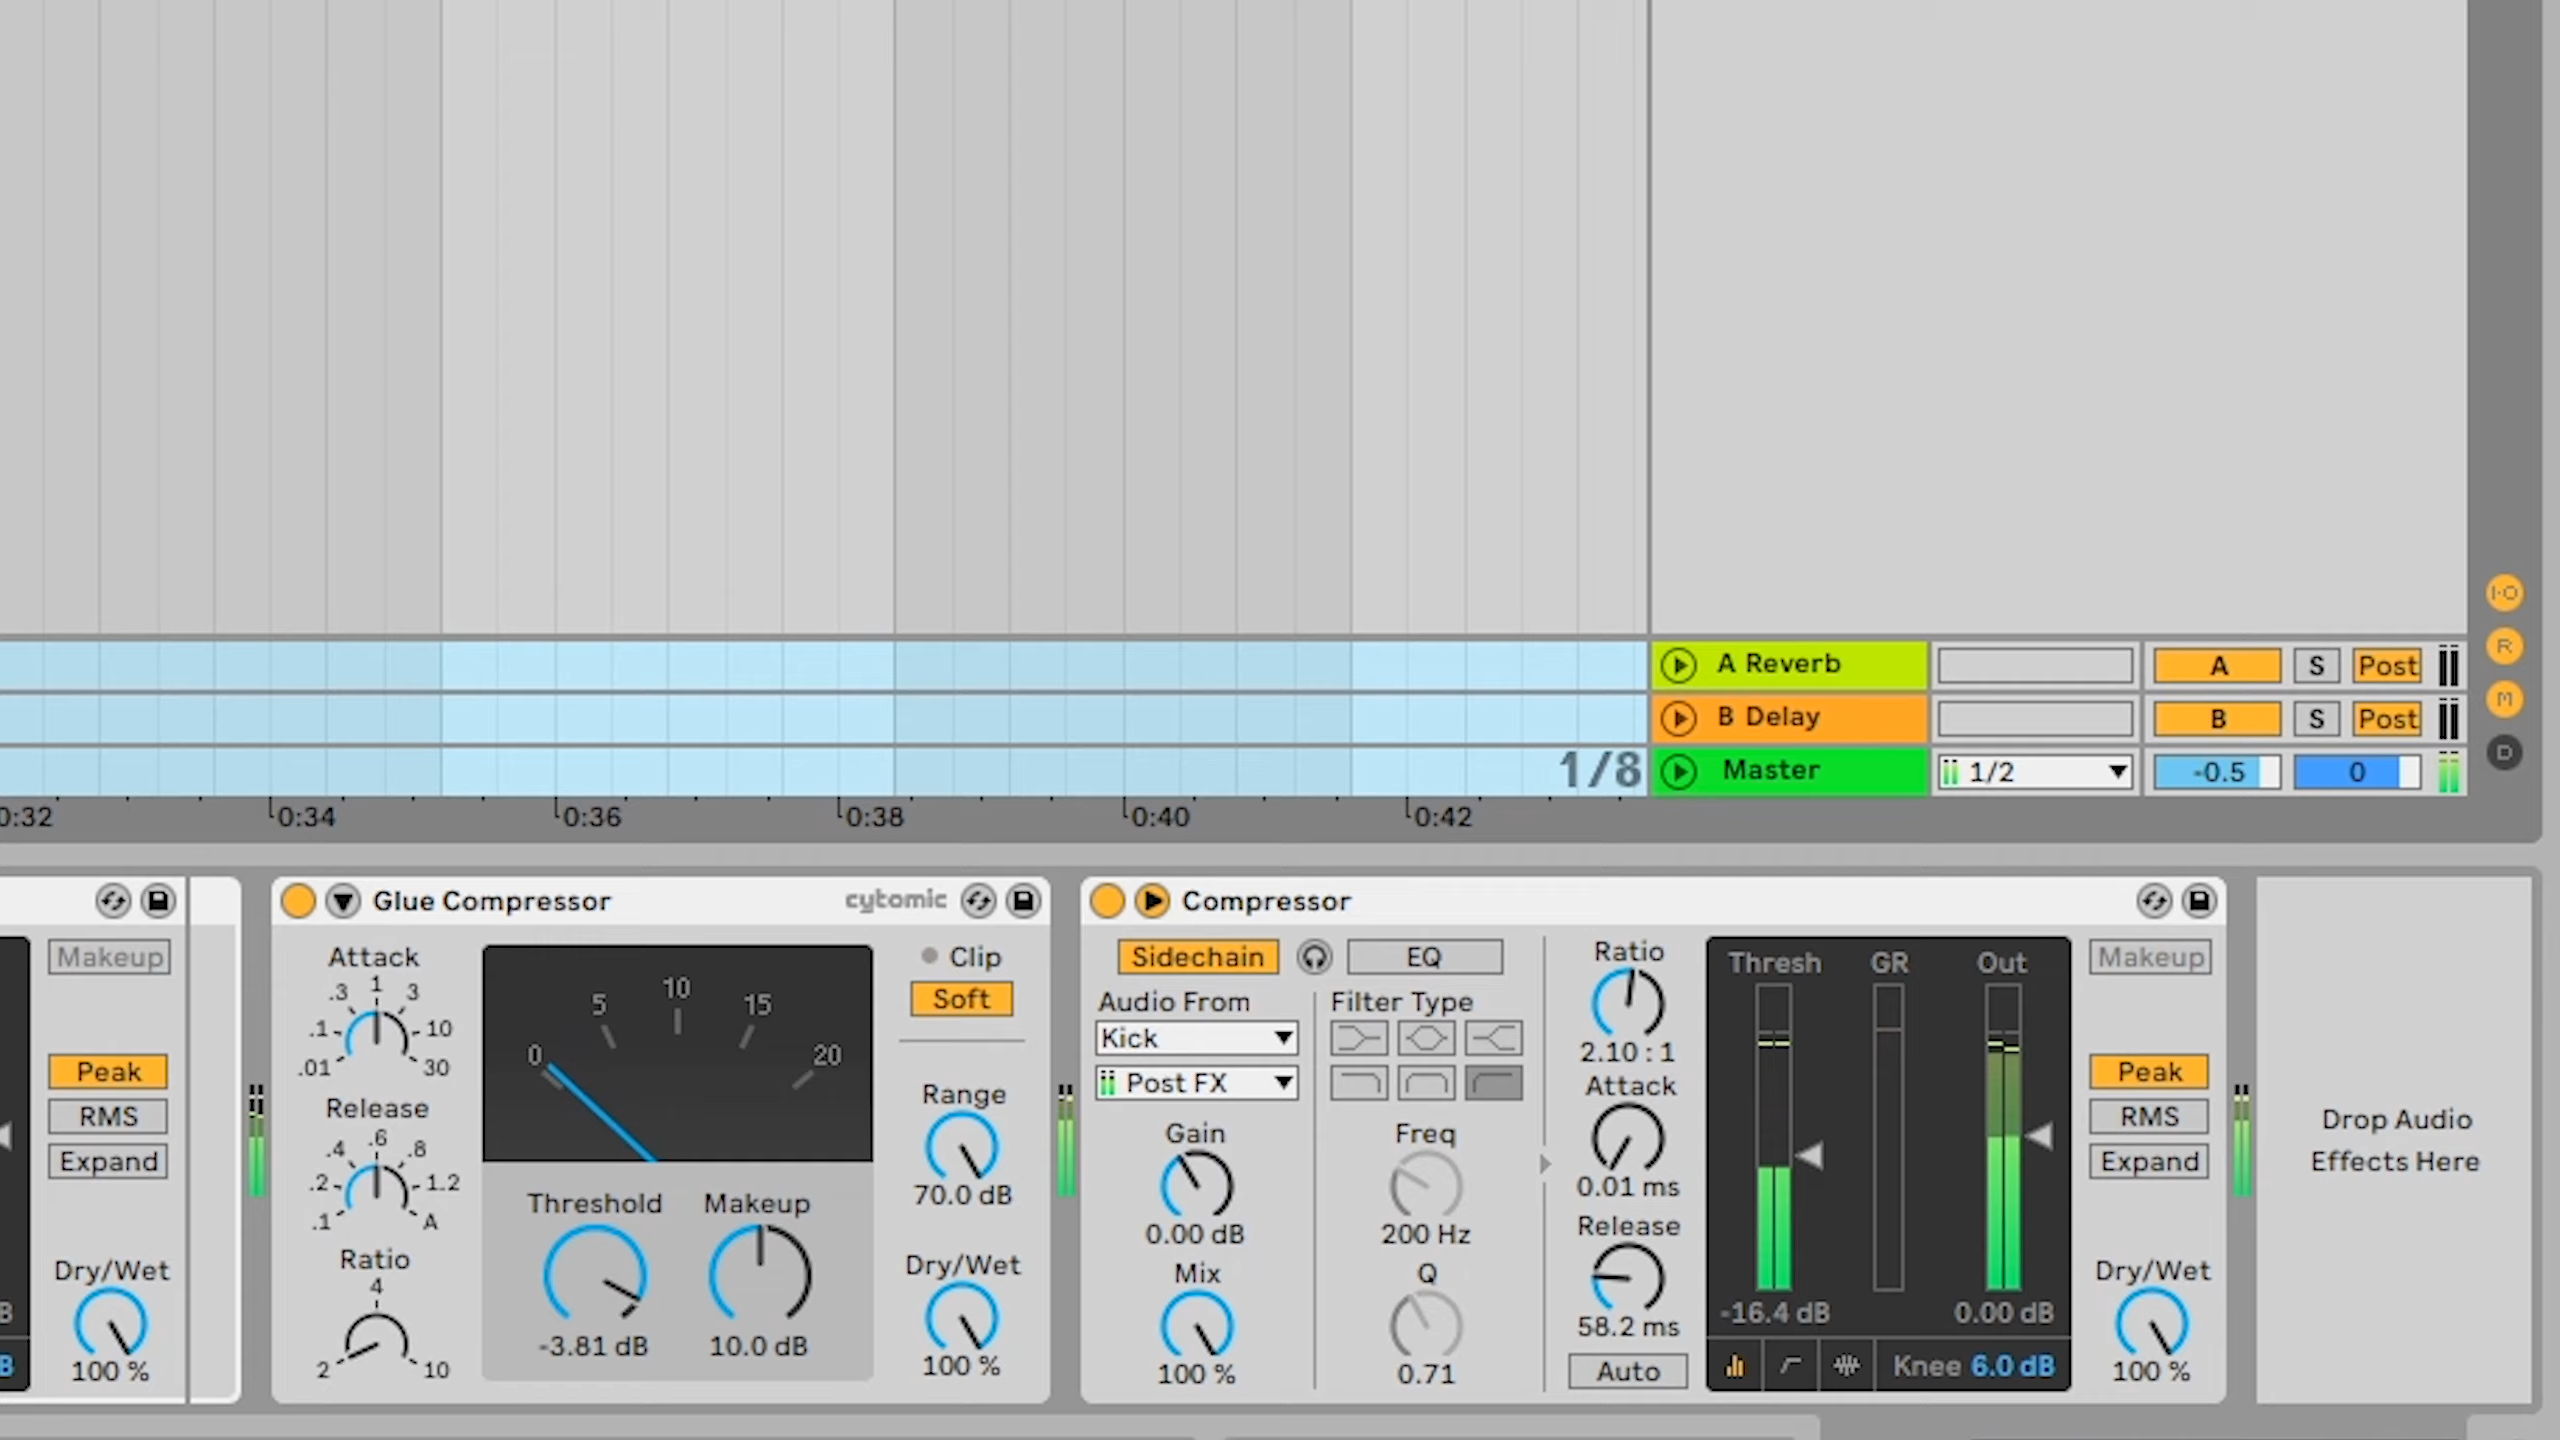 I·O
A Reverb
A
S
Post
R
B Delay
B
S
Post
M
1/8
Master
1/2
-0.5
0
D
0:32
0:34
0:36
0:38
0:40
0:42
Makeup
Peak
RMS
Expand
Dry/Wet
100 %
B
B
Glue Compressor
cytomic
Attack
.01
.1
.3
1
3
10
30
Release
.1
.2
.4
.6
.8
1.2
A
Ratio
2
4
10
0
5
10
15
20
Threshold
-3.81 dB
Makeup
10.0 dB
Clip
Soft
Range
70.0 dB
Dry/Wet
100 %
Compressor
Sidechain
EQ
Audio From
Kick
Post FX
Gain
0.00 dB
Mix
100 %
Filter Type
Freq
200 Hz
Q
0.71
Ratio
2.10 : 1
Attack
0.01 ms
Release
58.2 ms
Auto
Thresh
GR
Out
-16.4 dB
0.00 dB
Knee 6.0 dB
Makeup
Peak
RMS
Expand
Dry/Wet
100 %
Drop Audio
Effects Here